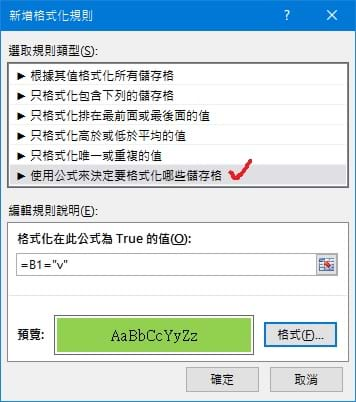 新增格式化規則
?
選取規則類型(S):
► 根據其值格式化所有儲存格
► 只格式化包含下列的儲存格
► 只格式化排在最前面或最後面的值
► 只格式化高於或低於平均的值
► 只格式化唯一或重複的值
► 使用公式來決定要格式化哪些儲存格
編輯規則說明(E):
格式化在此公式為 True 的值(O):
=B1="v"
預覽: AaBbCcYyZz 格式(F)...
確定 取消